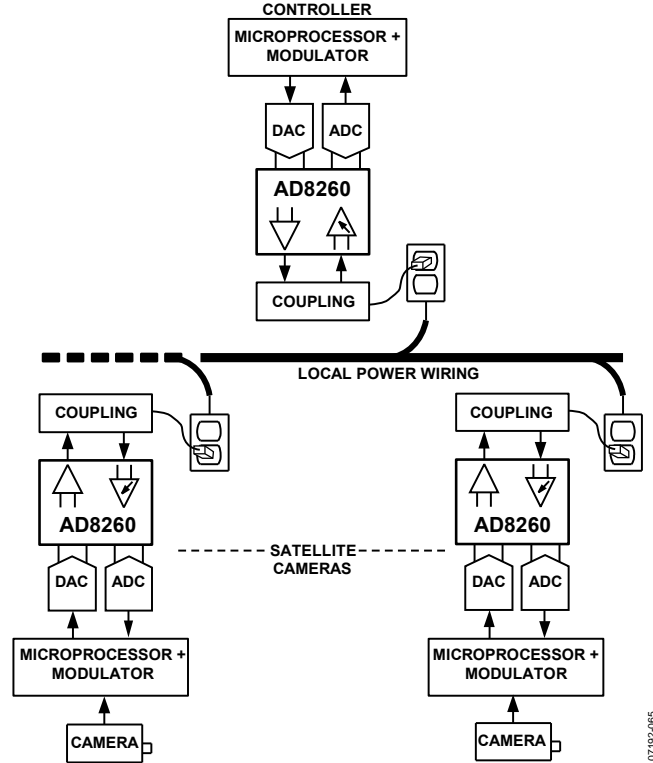 CONTROLLER
MICROPROCESSOR +
MODULATOR
DAC
ADC
AD8260
COUPLING
LOCAL POWER WIRING
COUPLING
COUPLING
AD8260
AD8260
SATELLITE
CAMERAS
DAC
ADC
DAC
ADC
MICROPROCESSOR +
MODULATOR
MICROPROCESSOR +
MODULATOR
CAMERA
CAMERA
07192-065